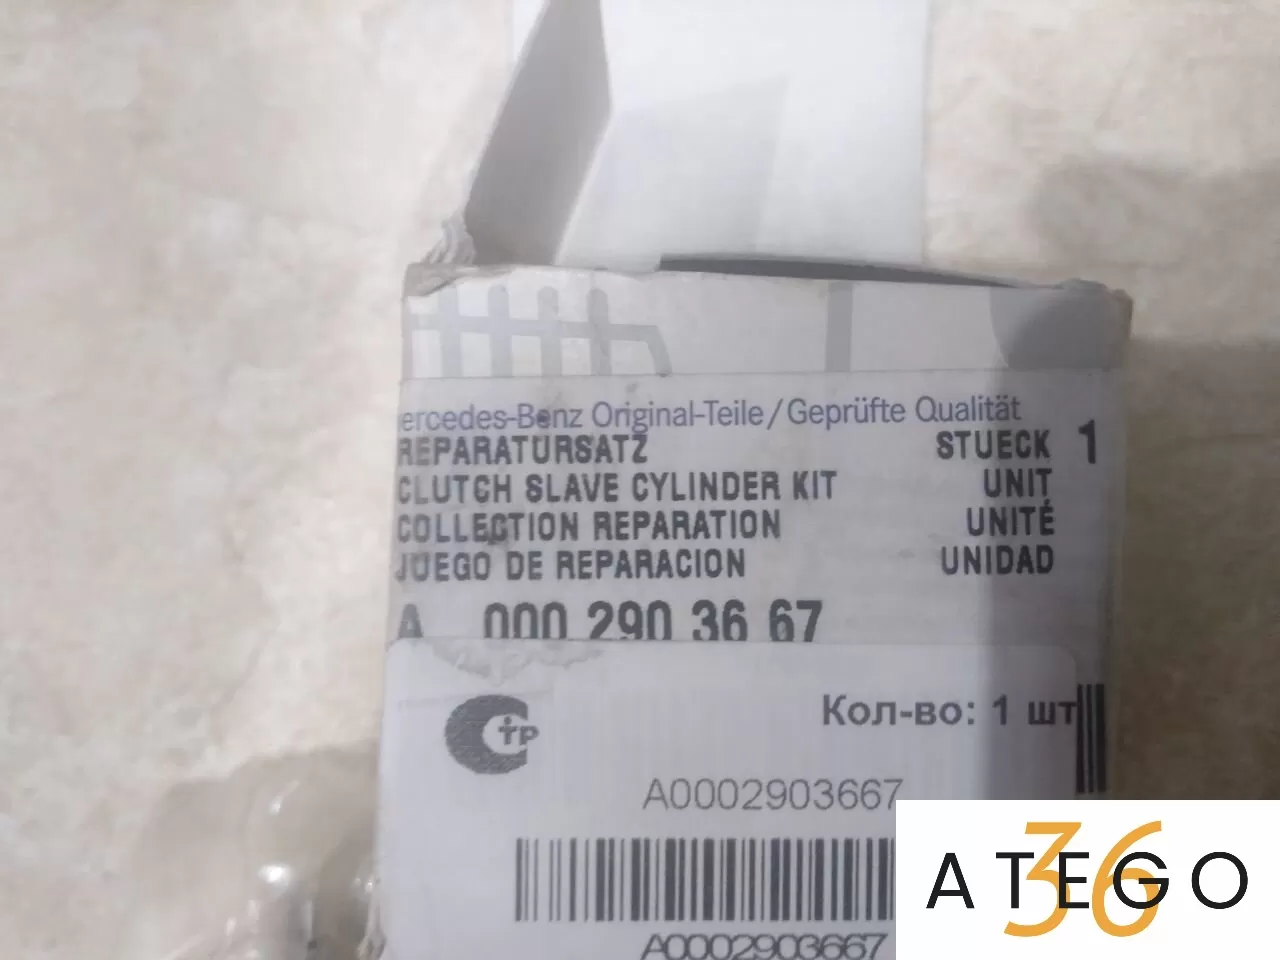 ercedes-Benz Original-Teile/Geprüfte Qualität
REPARATURSATZ STUECK 1
CLUTCH SLAVE CYLINDER KIT UNIT
COLLECTION REPARATION UNITÉ
JUEGO DE REPARACION UNIDAD
A 000 290 36 67
Кол-во: 1 шт
СТР
A0002903667
A0002903667
ATEGO
36